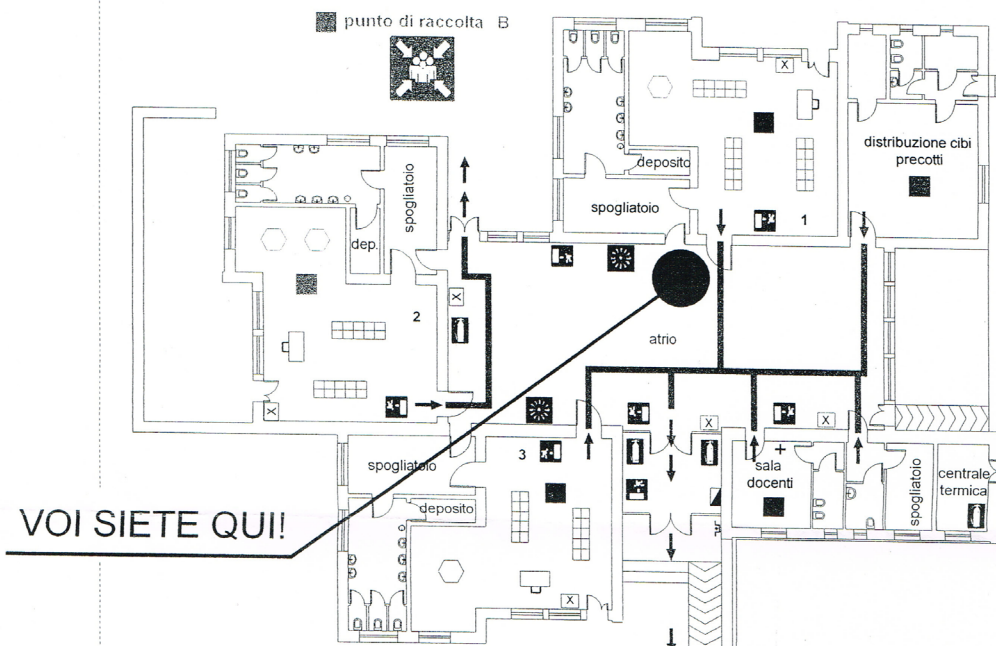 punto di raccolta B
distribuzione cibi
precotti
deposito
spogliatoio
1
spogliatoio
dep.
2
X
X
atrio
X
X
X
3
spogliatoio
deposito
sala
docenti
spogliatoio
centrale
termica
X
VOI SIETE QUI!